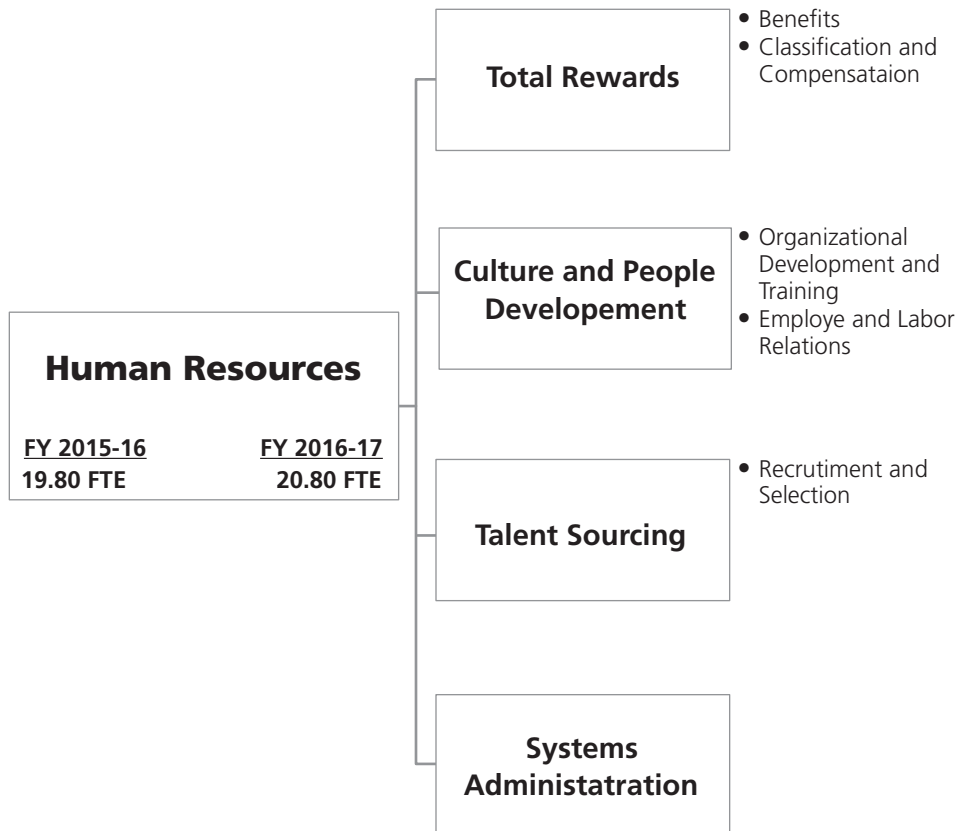 Total Rewards
• Benefits
• Classification and
Compensataion
Culture and People
Developement
• Organizational
Development and
Training
• Employe and Labor
Relations
Human Resources
FY 2015-16 FY 2016-17
19.80 FTE 20.80 FTE
Talent Sourcing
• Recrutiment and
Selection
Systems
Administatration